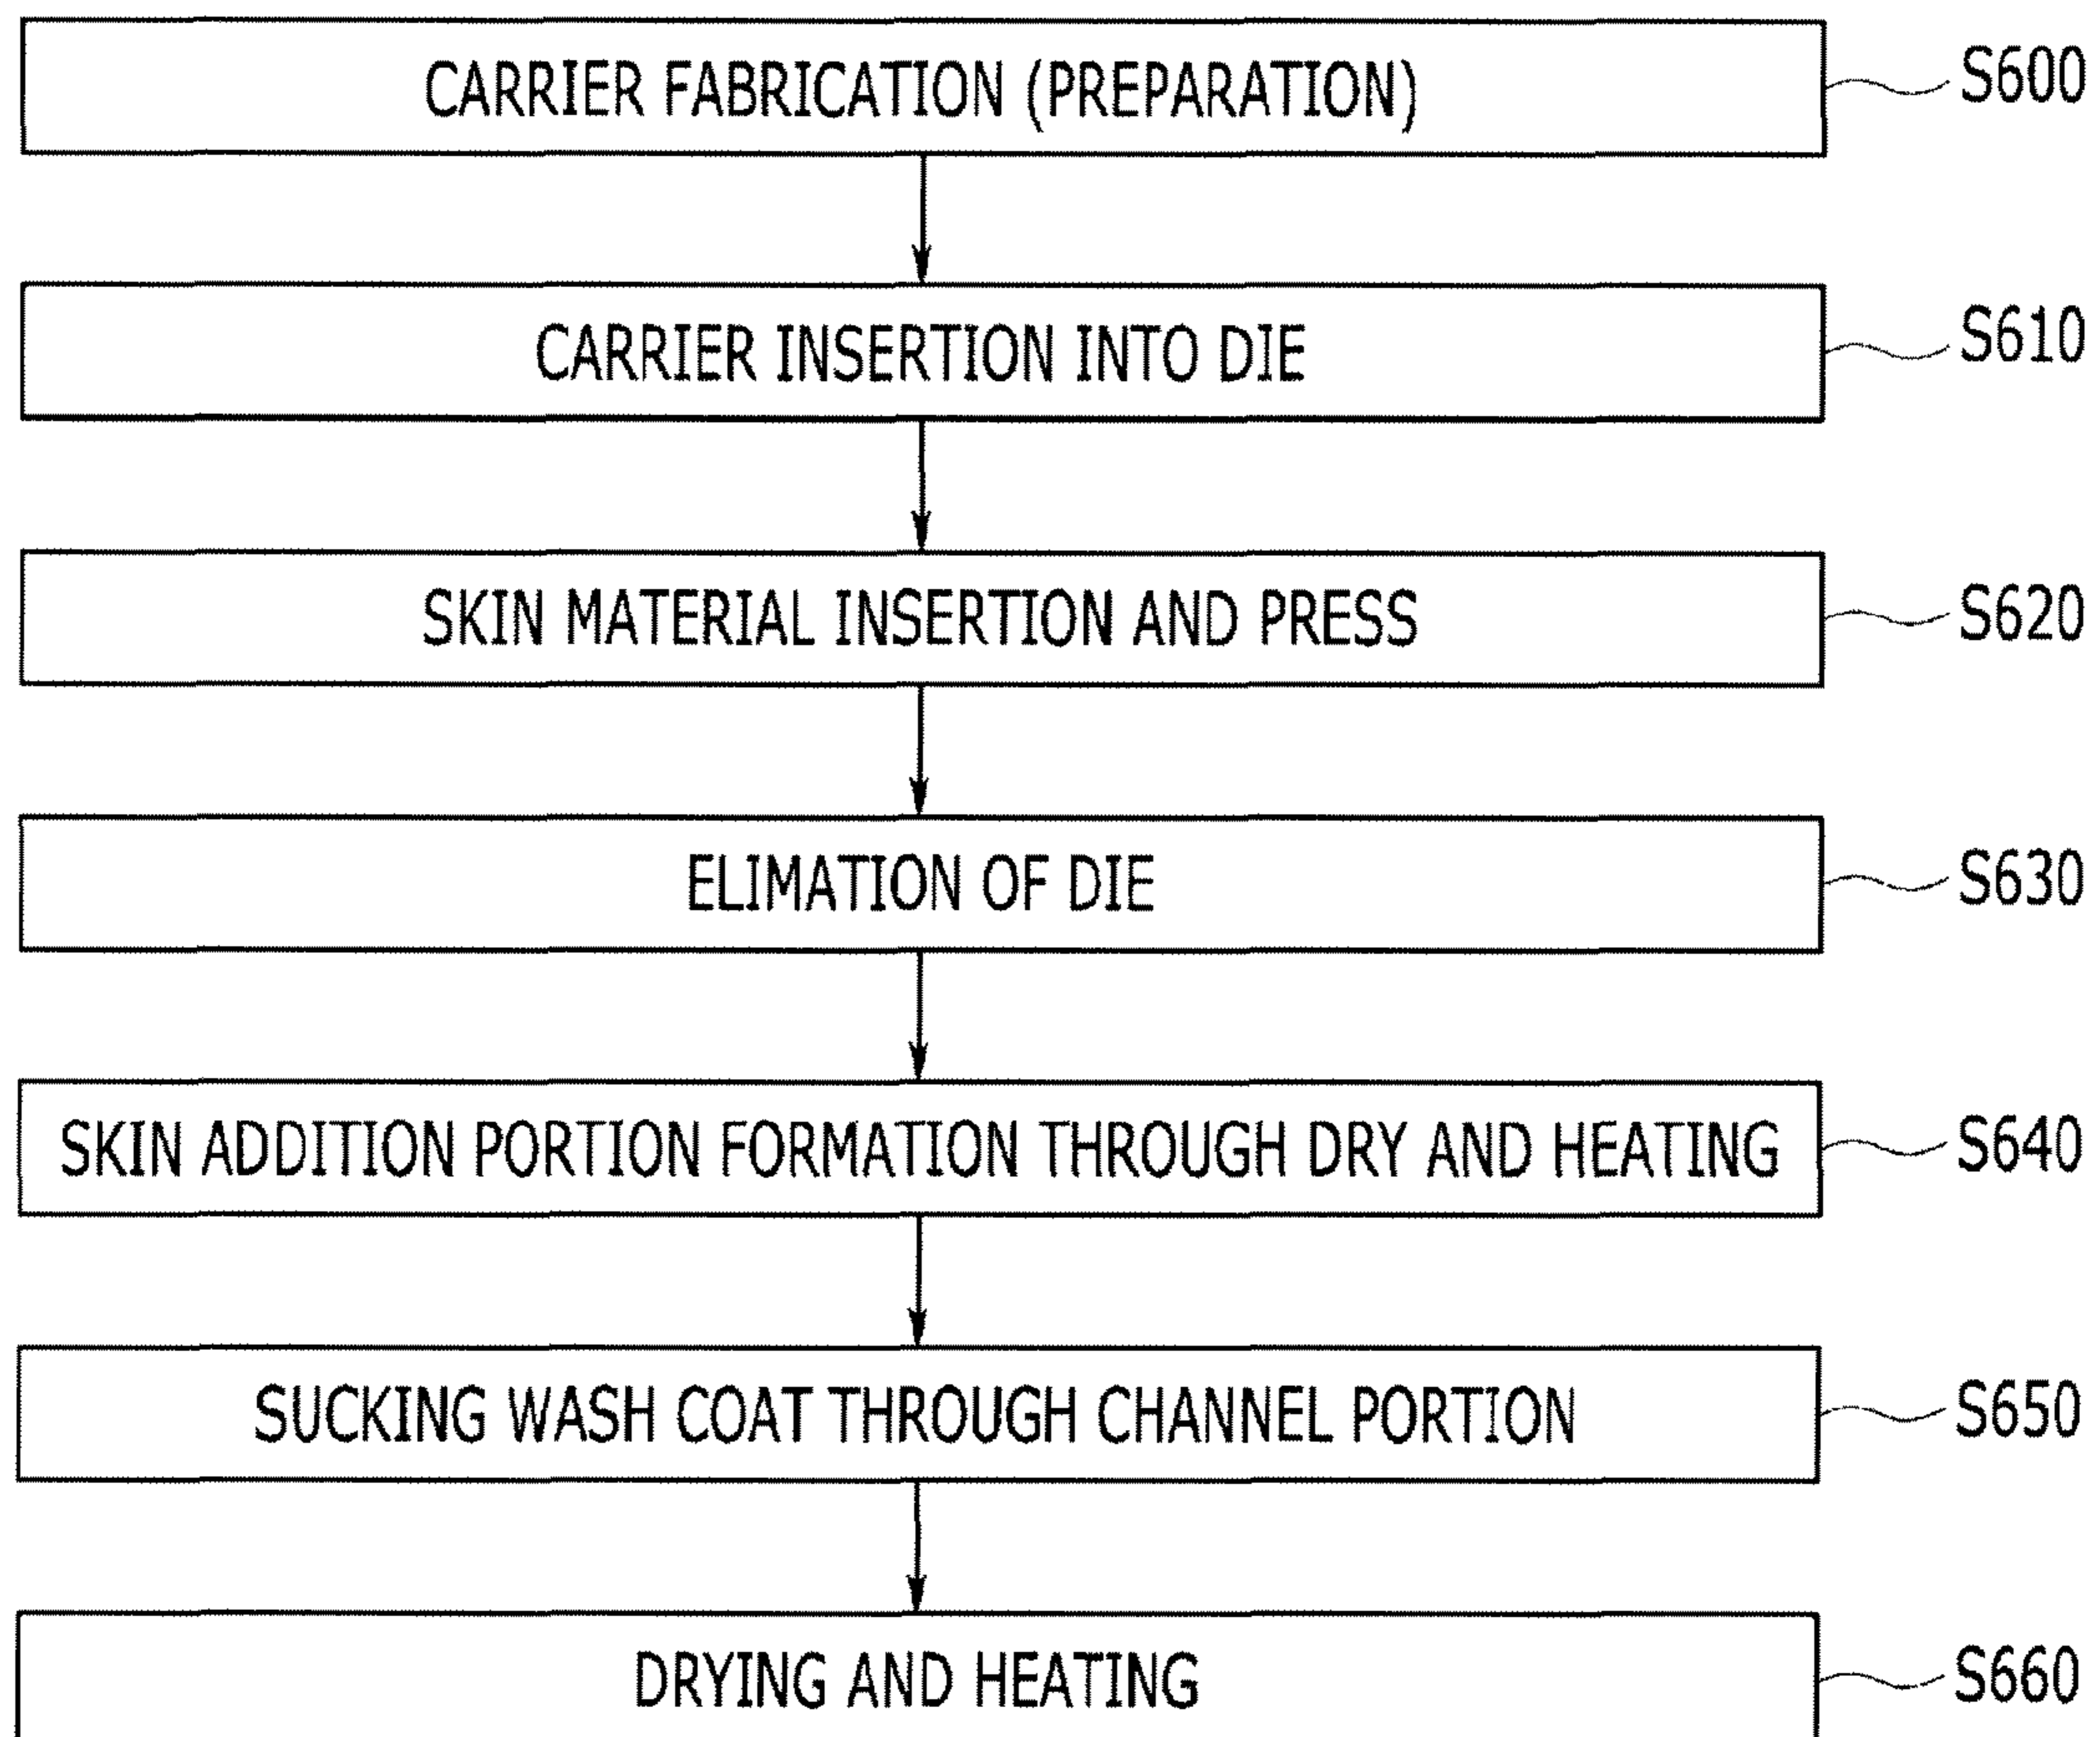 CARRIER FABRICATION (PREPARATION) S600
CARRIER INSERTION INTO DIE S610
SKIN MATERIAL INSERTION AND PRESS S620
ELIMATION OF DIE S630
SKIN ADDITION PORTION FORMATION THROUGH DRY AND HEATING S640
SUCKING WASH COAT THROUGH CHANNEL PORTION S650
DRYING AND HEATING S660